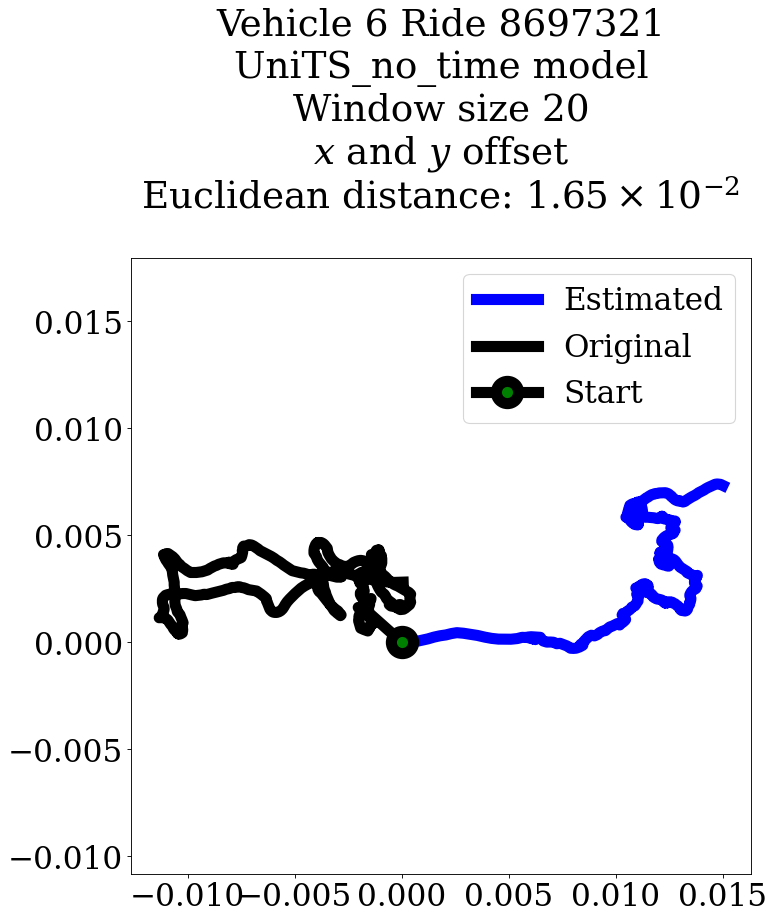 Vehicle 6 Ride 8697321
UniTS_no_time model
Window size 20
x and y offset
Euclidean distance: 1.65 × 10⁻²
Estimated
Original
Start
0.015
0.010
0.005
0.000
−0.005
−0.010
−0.010 −0.005 0.000 0.005 0.010 0.015